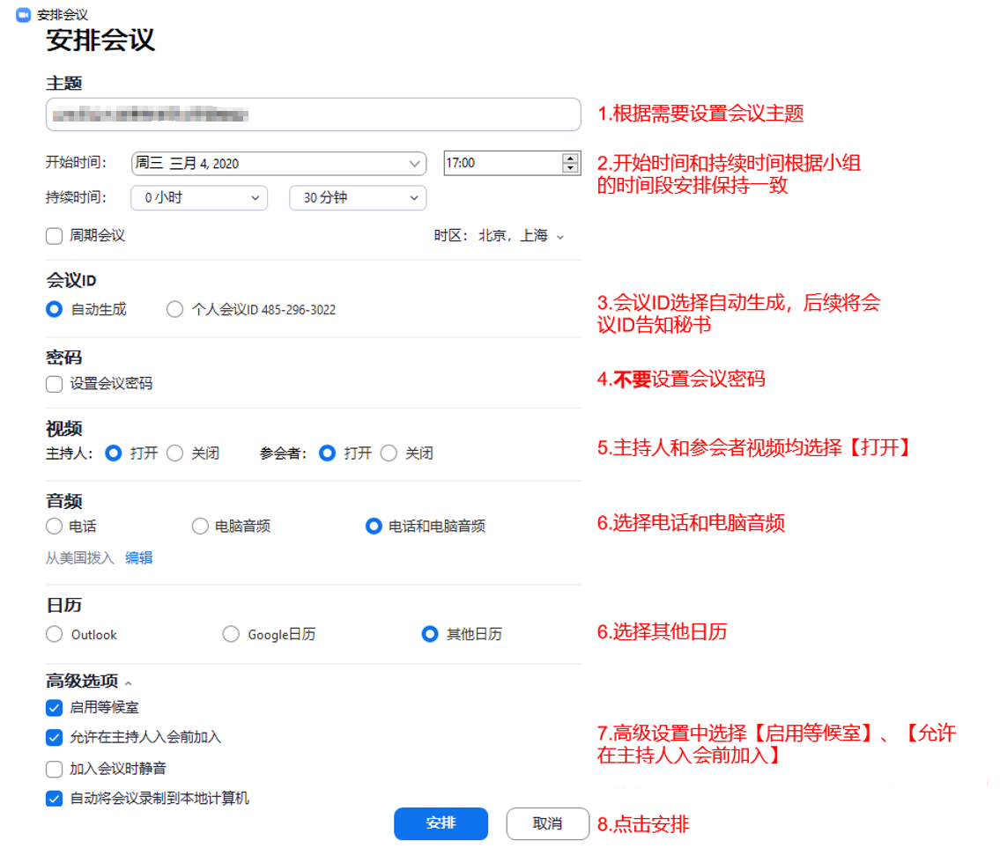 安排会议
安排会议
主题
1.根据需要设置会议主题
开始时间： 周三 三月 4, 2020 17:00
2.开始时间和持续时间根据小组
的时间段安排保持一致
持续时间： 0 小时 30 分钟
周期会议 时区： 北京，上海
会议ID
自动生成 个人会议ID 485-296-3022
3.会议ID选择自动生成，后续将会
议ID告知秘书
密码
设置会议密码
4.不要设置会议密码
视频
主持人： 打开 关闭 参会者： 打开 关闭
5.主持人和参会者视频均选择【打开】
音频
电话 电脑音频 电话和电脑音频
6.选择电话和电脑音频
从美国拨入 编辑
日历
Outlook Google日历 其他日历
6.选择其他日历
高级选项
启用等候室
允许在主持人入会前加入
7.高级设置中选择【启用等候室】、【允许
在主持人入会前加入】
加入会议时静音
自动将会议录制到本地计算机
安排 取消
8.点击安排